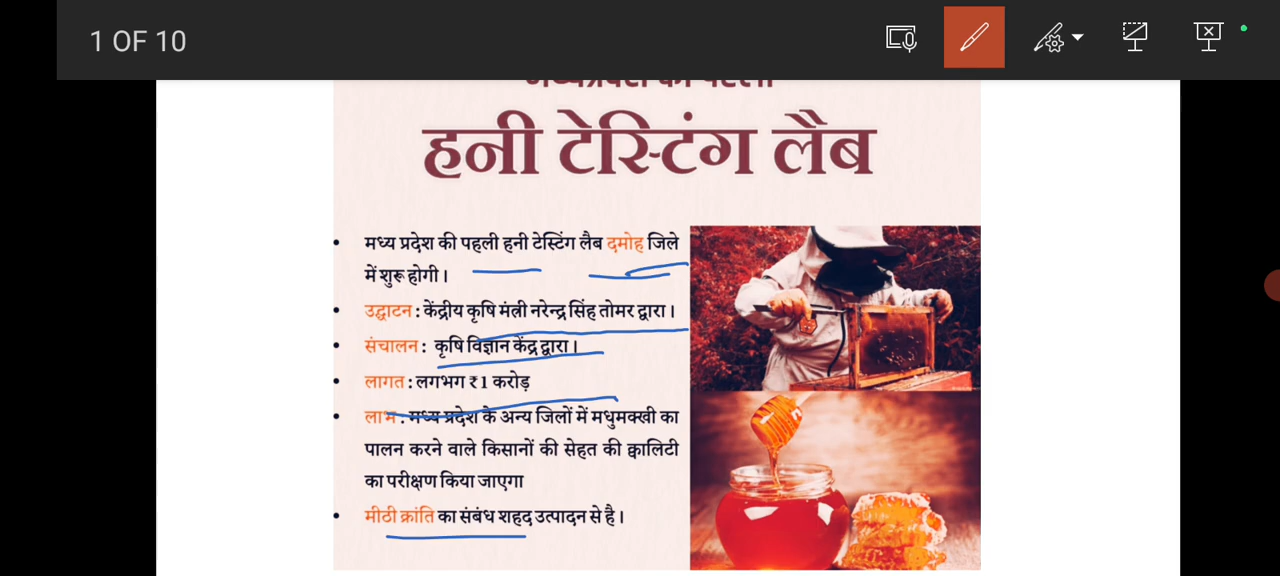 1 OF 10
हनी टेस्टिंग लैब
• मध्य प्रदेश की पहली हनी टेस्टिंग लैब दमोह जिले
में शुरू होगी।
• उद्घाटन : केंद्रीय कृषि मंत्री नरेन्द्र सिंह तोमर द्वारा।
• संचालन : कृषि विज्ञान केंद्र द्वारा।
• लागत : लगभग ₹1 करोड़
• लाभ : मध्य प्रदेश के अन्य जिलों में मधुमक्खी का
पालन करने वाले किसानों की सेहत की क्वालिटी
का परीक्षण किया जाएगा
• मीठी क्रांति का संबंध शहद उत्पादन से है।